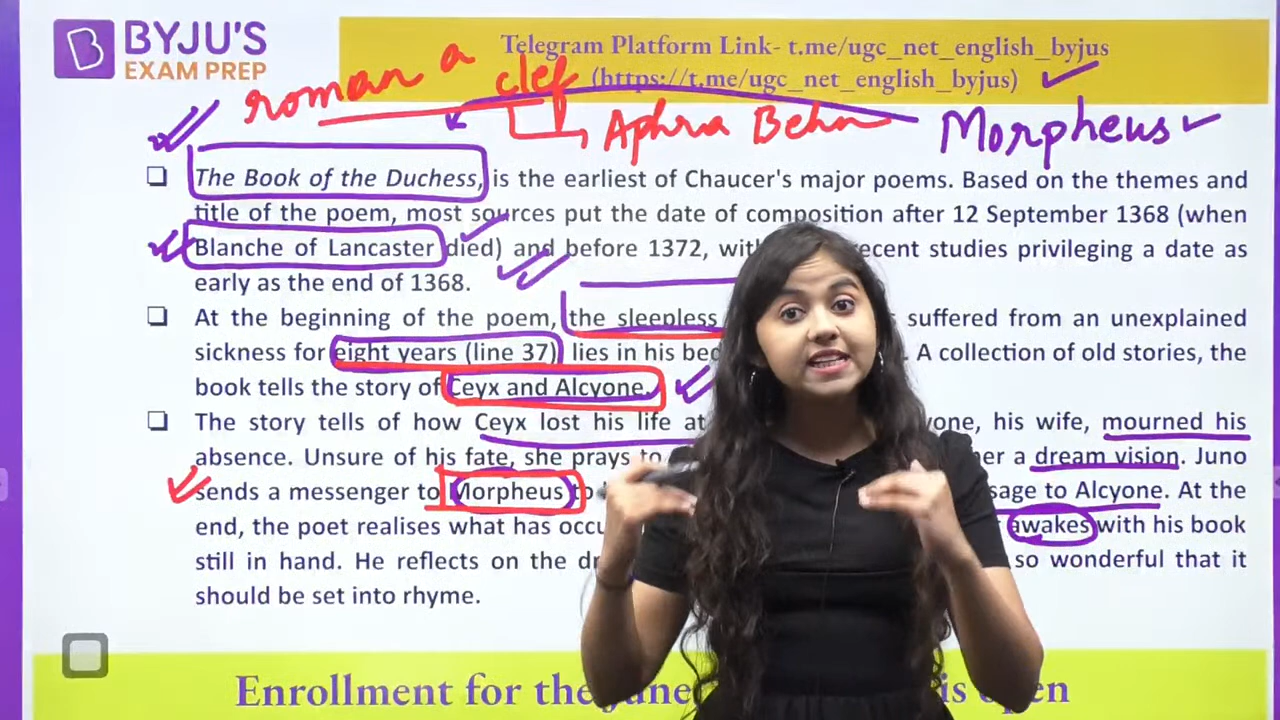 BYJU'S
EXAM PREP
Telegram Platform Link- t.me/ugc_net_english_byjus
(https://t.me/ugc_net_english_byjus)
roman a clef
Aphra Behn
Morpheus
The Book of the Duchess, is the earliest of Chaucer's major poems. Based on the themes and
title of the poem, most sources put the date of composition after 12 September 1368 (when
Blanche of Lancaster died) and before 1372, with recent studies privileging a date as
early as the end of 1368.
At the beginning of the poem, the sleepless suffered from an unexplained
sickness for eight years (line 37) lies in his bed A collection of old stories, the
book tells the story of Ceyx and Alcyone.
The story tells of how Ceyx lost his life at his wife, mourned his
absence. Unsure of his fate, she prays to her a dream vision. Juno
sends a messenger to Morpheus to to Alcyone. At the
end, the poet realises what has awakes with his book
still in hand. He reflects on the so wonderful that it
should be set into rhyme.
Enrollment for the June is open